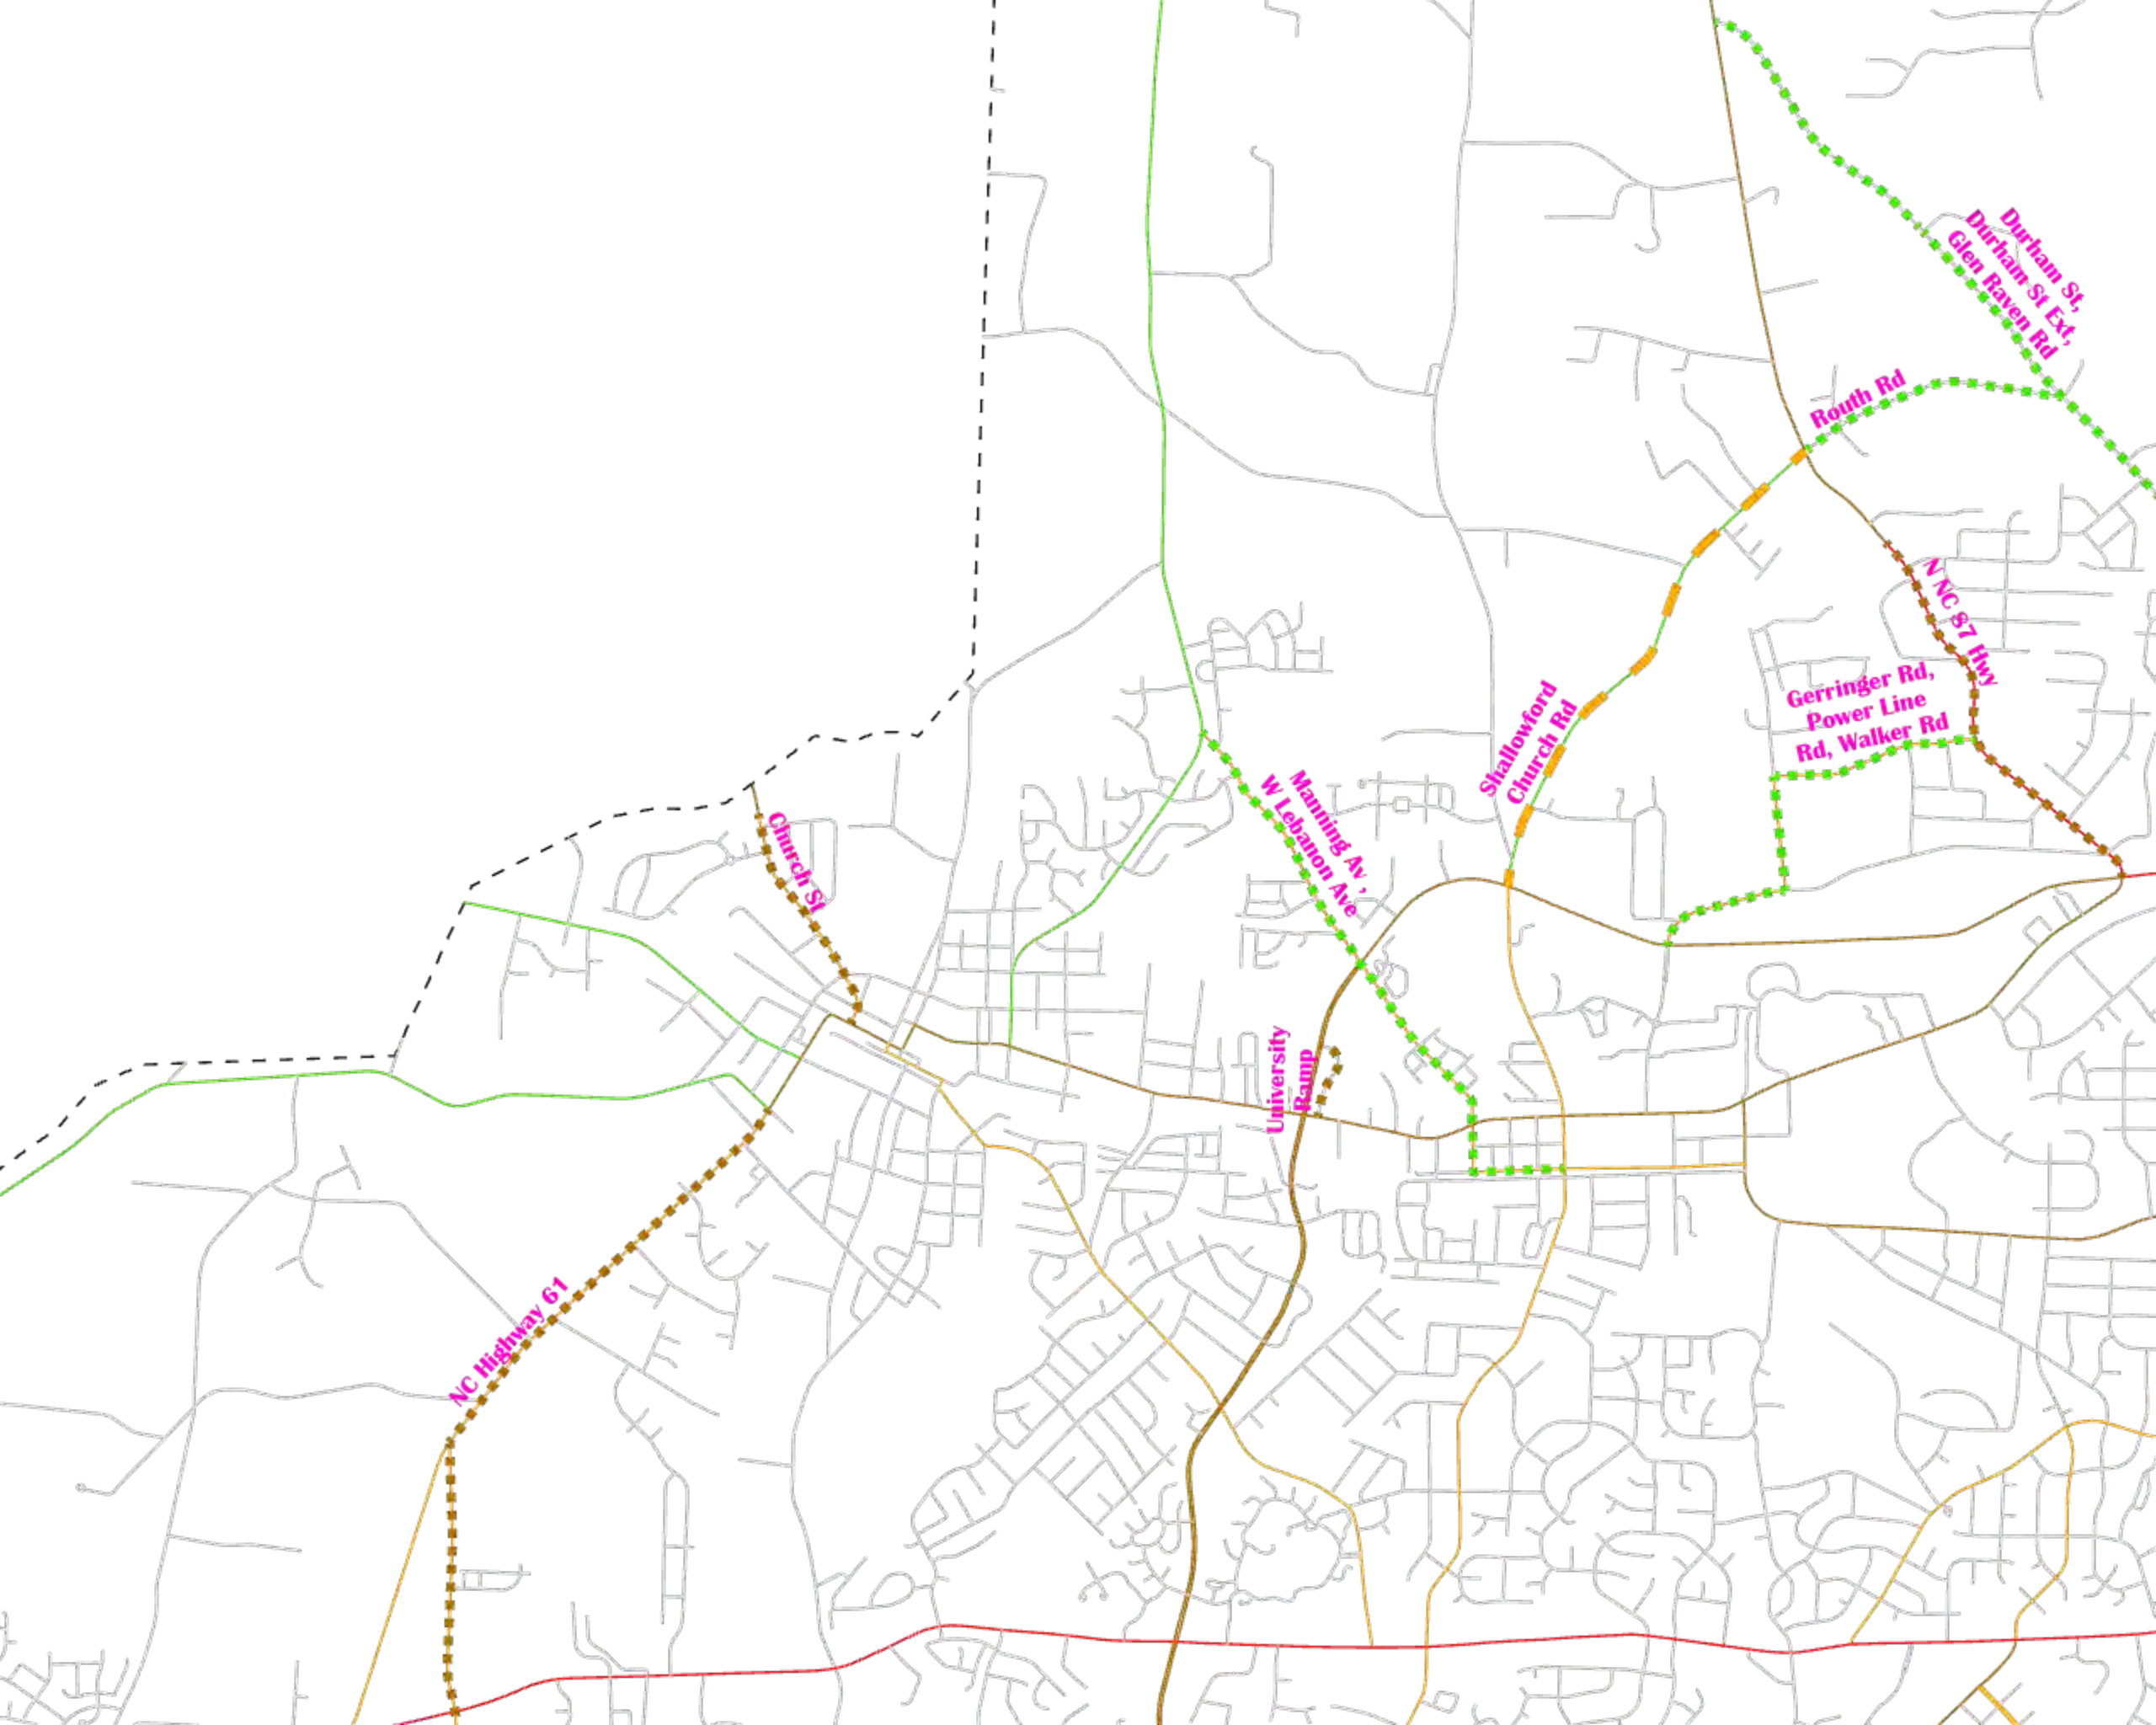 Durham St,
Durham St Ext,
Glen Raven Rd
Routh Rd
N NC 87 Hwy
Gerringer Rd,
Power Line
Rd, Walker Rd
Shallowford
Church Rd
Manning Av ,
W Lebanon Ave
Church St
University
Ramp
NC Highway 61